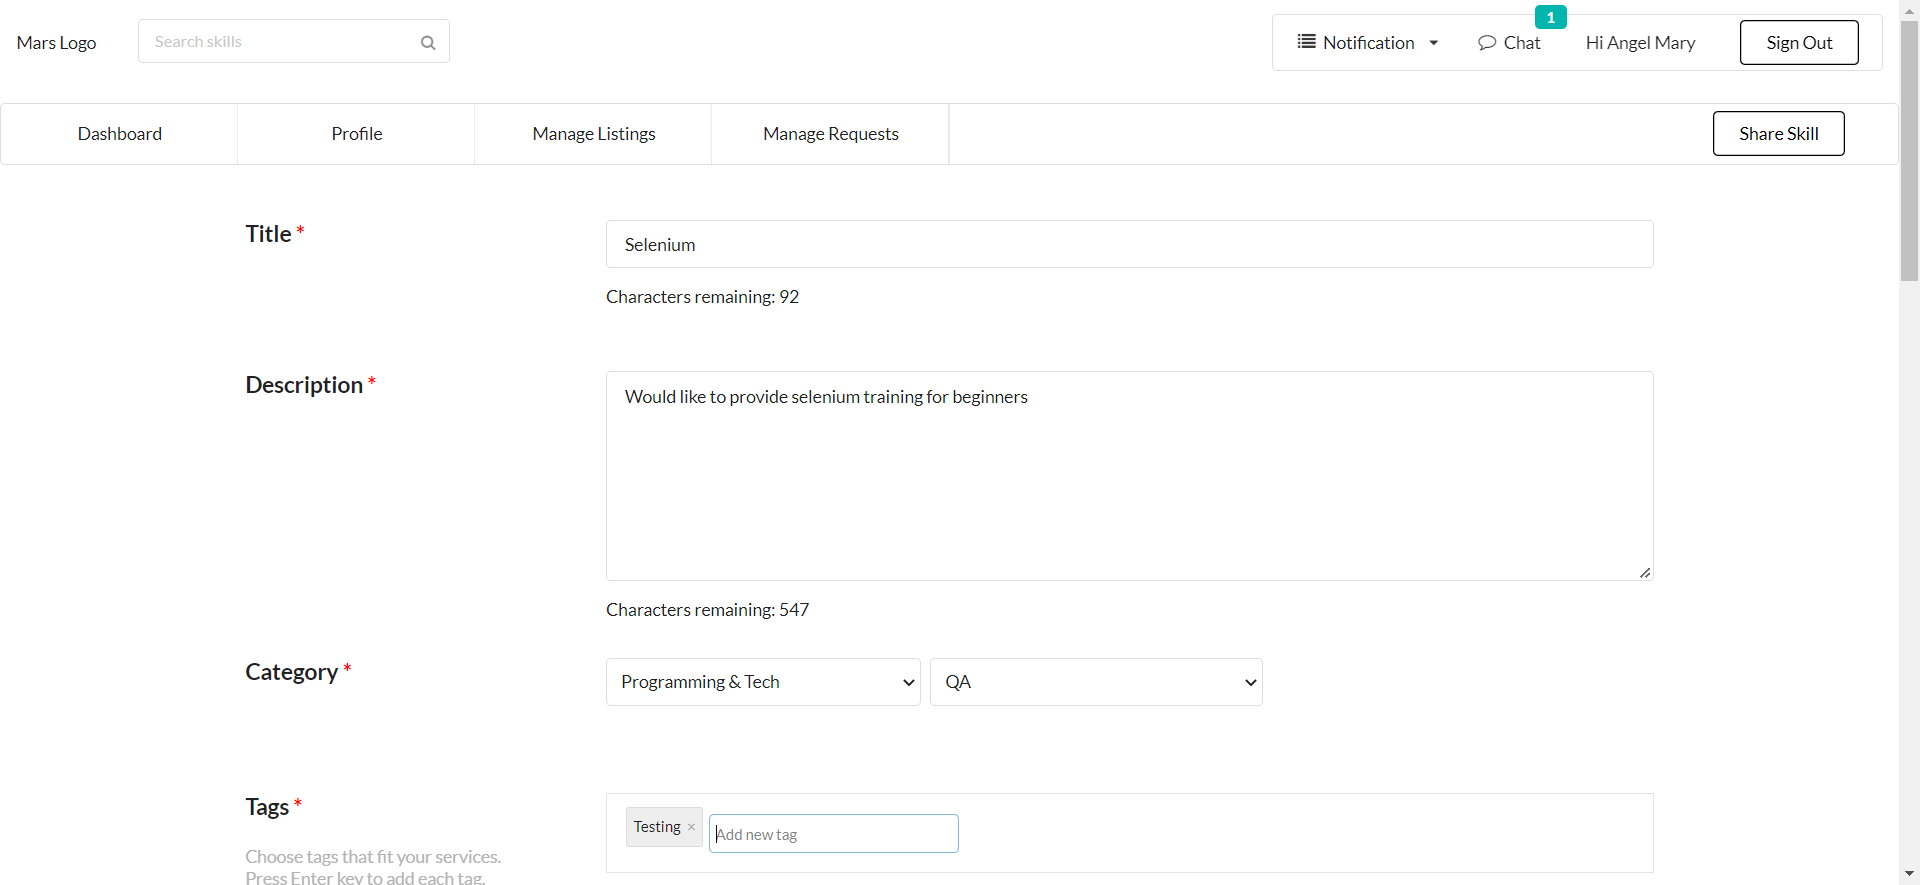 Mars Logo
Search skills
Notification
Chat
1
Hi Angel Mary
Sign Out
Dashboard
Profile
Manage Listings
Manage Requests
Share Skill
Title *
Selenium
Characters remaining: 92
Description *
Would like to provide selenium training for beginners
Characters remaining: 547
Category *
Programming & Tech
QA
Tags *
Testing ×
Add new tag
Choose tags that fit your services.
Press Enter key to add each tag.